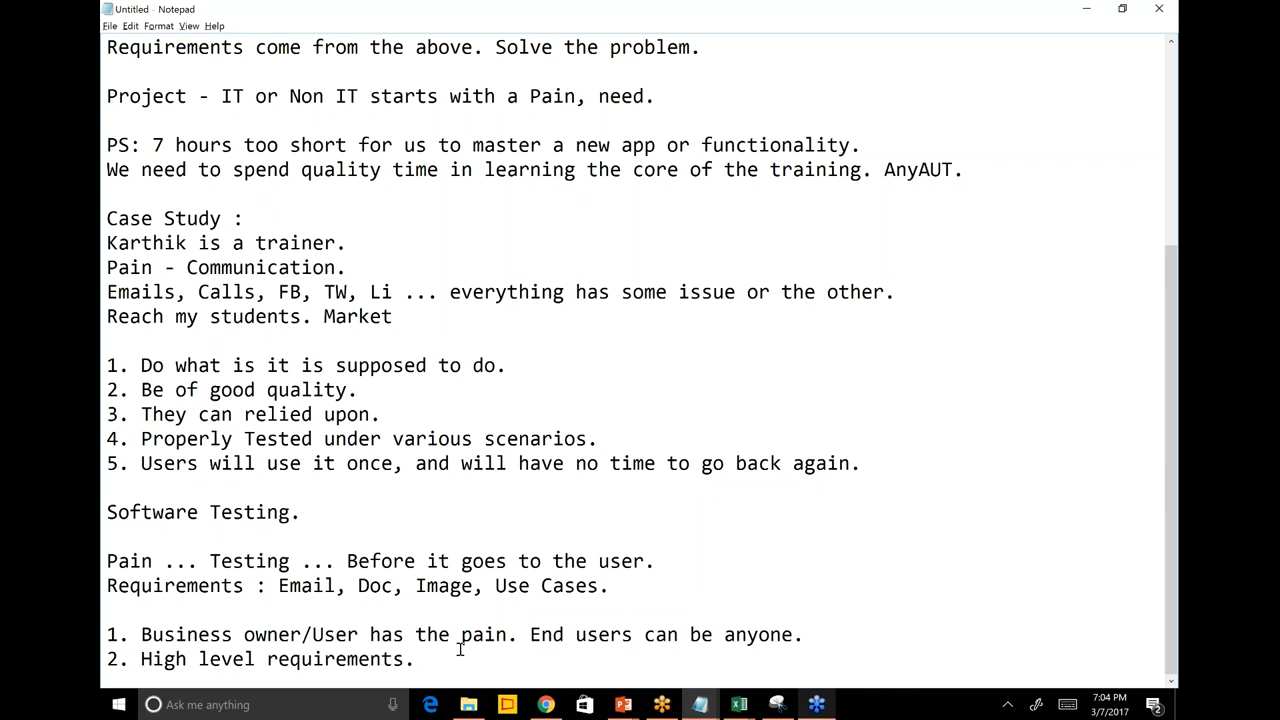 Untitled - Notepad
File Edit Format View Help
Requirements come from the above. Solve the problem.
Project - IT or Non IT starts with a Pain, need.
PS: 7 hours too short for us to master a new app or functionality.
We need to spend quality time in learning the core of the training. AnyAUT.
Case Study :
Karthik is a trainer.
Pain - Communication.
Emails, Calls, FB, TW, Li ... everything has some issue or the other.
Reach my students. Market
1. Do what is it is supposed to do.
2. Be of good quality.
3. They can relied upon.
4. Properly Tested under various scenarios.
5. Users will use it once, and will have no time to go back again.
Software Testing.
Pain ... Testing ... Before it goes to the user.
Requirements : Email, Doc, Image, Use Cases.
1. Business owner/User has the pain. End users can be anyone.
2. High level requirements.
Ask me anything
7:04 PM
3/7/2017
2